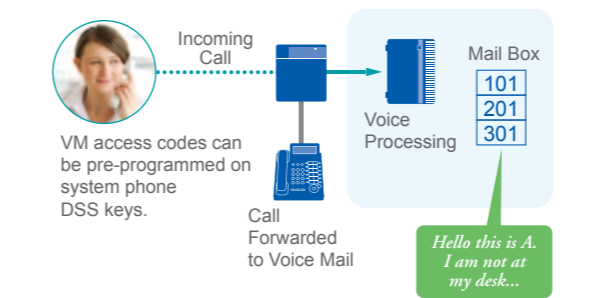 Incoming
Call
VM access codes can
be pre-programmed on
system phone
DSS keys.
Call
Forwarded
to Voice Mail
Voice
Processing
Mail Box
101
201
301
Hello this is A.
I am not at
my desk...